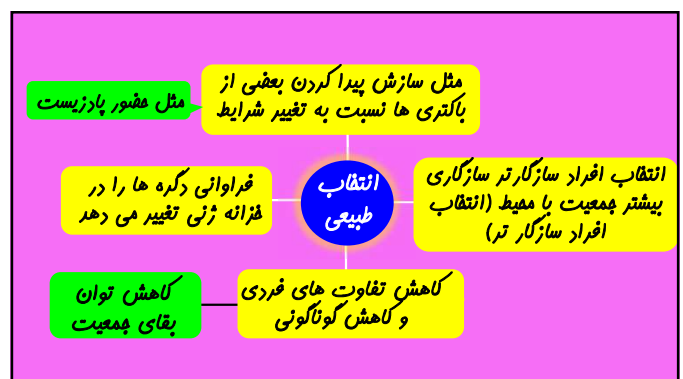 مثل سازش پیدا کردن بعضی از
باکتری ها نسبت به تغییر شرایط
مثل حضور پادزیست
انتخاب
طبیعی
انتخاب افراد سازگارتر سازگاری
بیشتر جمعیت با محیط (انتخاب
افراد سازگار تر)
فراوانی دگره ها را در
خزانه ژنی تغییر می دهد
کاهش تفاوت های فردی
و کاهش گوناگونی
کاهش توان
بقای جمعیت